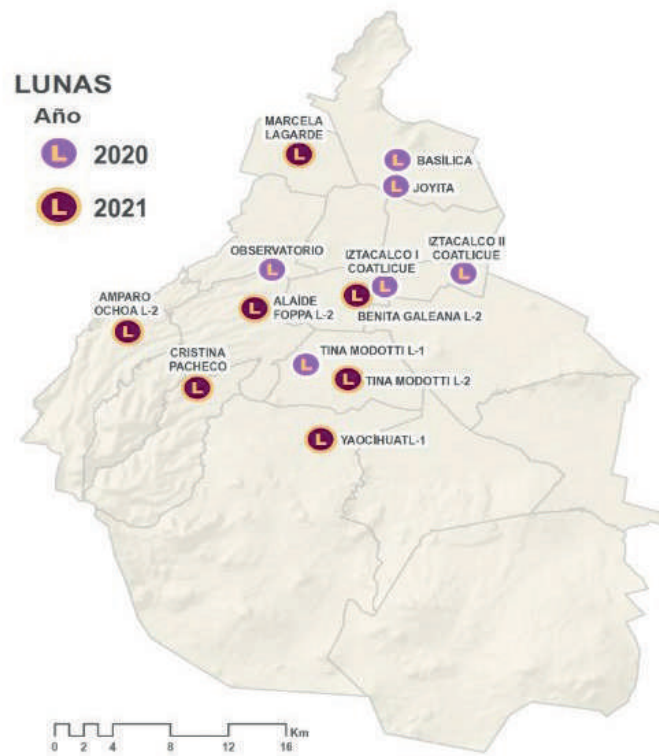 LUNAS
Año
L 2020
L 2021
MARCELA
LAGARDE
L
L BASÍLICA
L JOYITA
OBSERVATORIO
L
IZTACALCO I
COATLICUE
L
IZTACALCO II
COATLICUE
L
AMPARO
OCHOA L-2
L
L ALAÍDE
FOPPA L-2
L
BENITA GALEANA L-2
CRISTINA
PACHECO
L
TINA MODOTTI L-1
L
L TINA MODOTTI L-2
L YAOCÍHUATL-1
Km
0 2 4 8 12 16